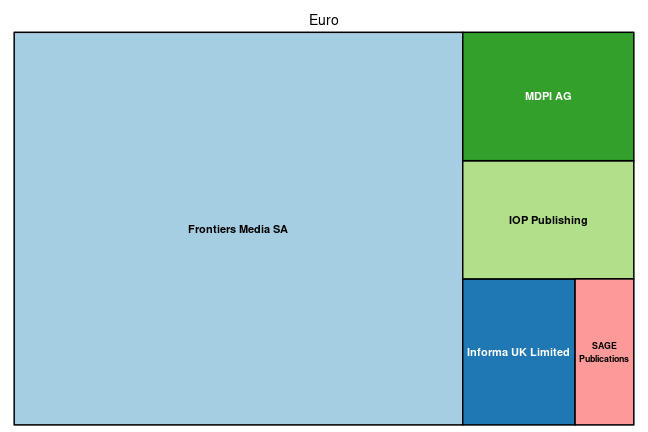 Euro
Frontiers Media SA
MDPI AG
IOP Publishing
Informa UK Limited
SAGE
Publications